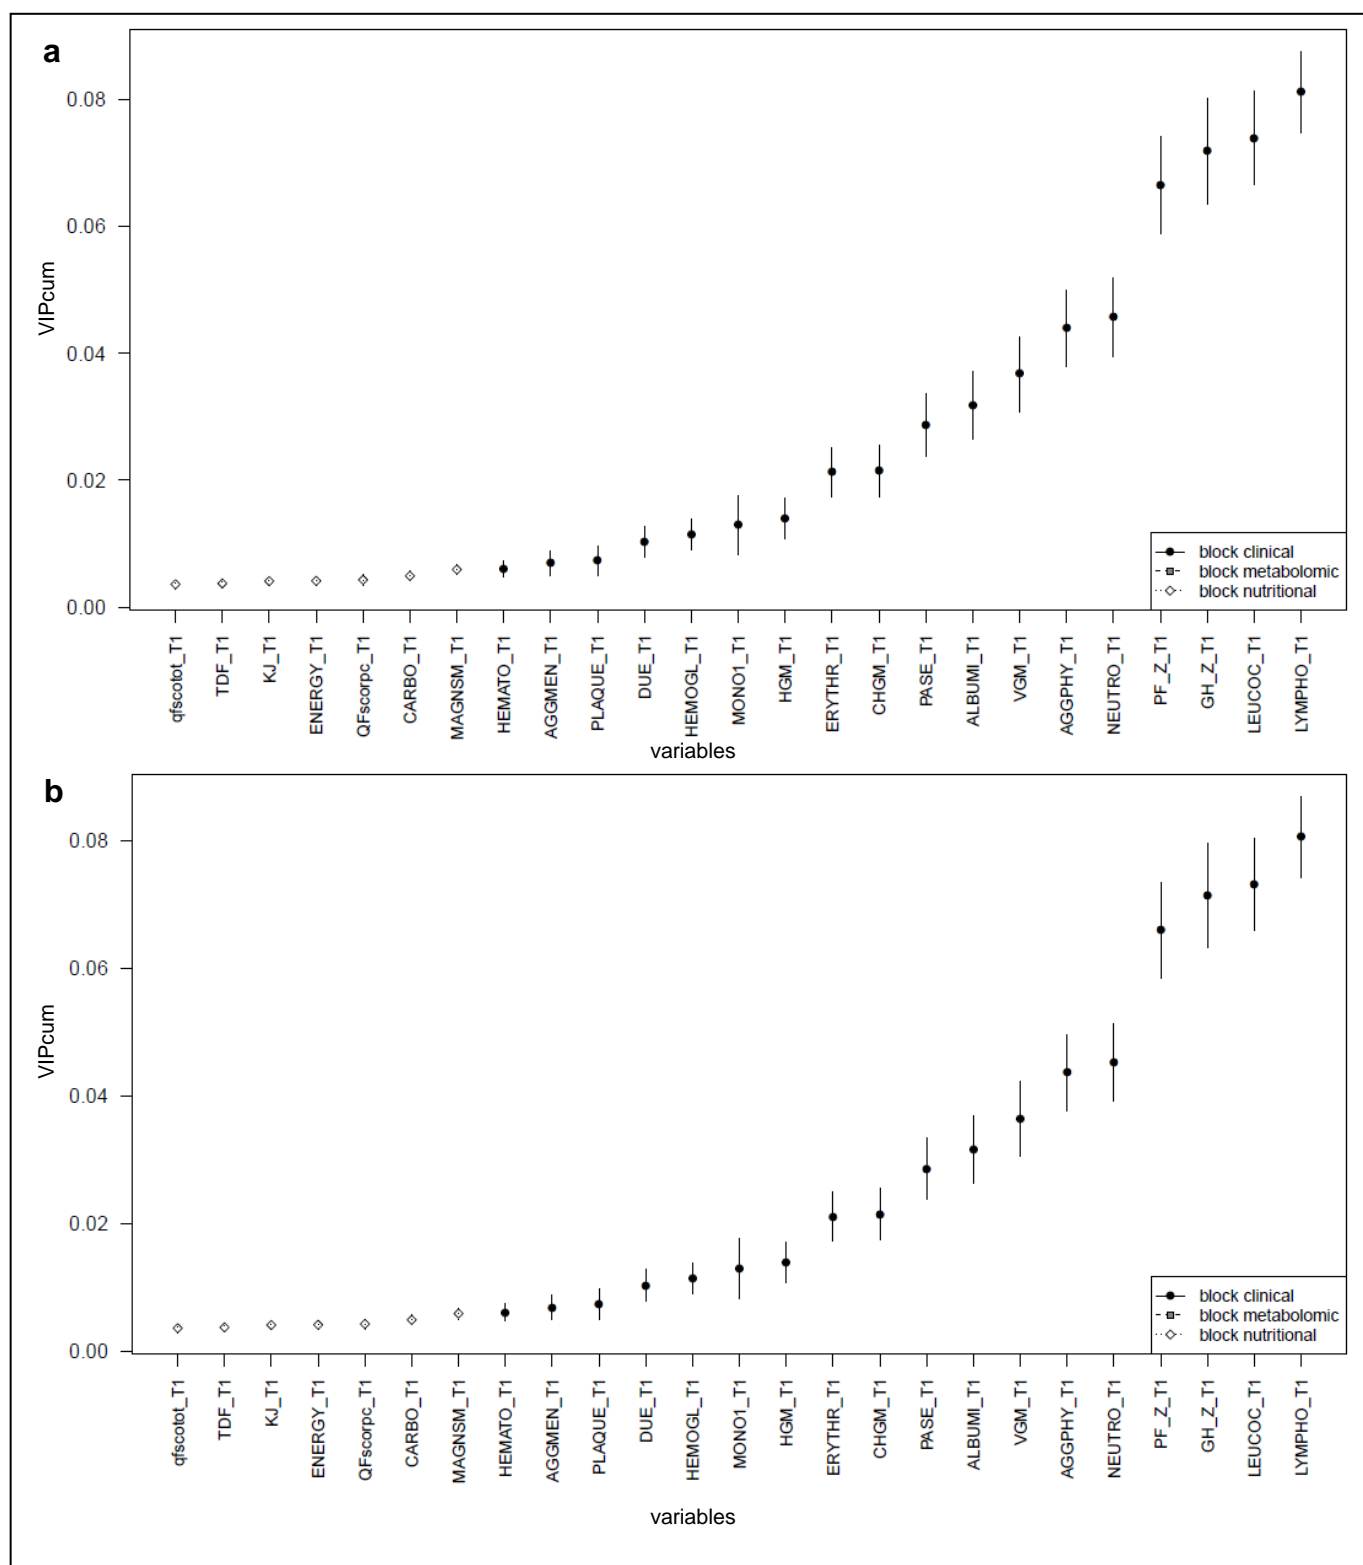 a
0.08
0.06
0.04
0.02
0.00
VIPcum
block clinical
block metabolomic
block nutritional
qfscotot_T1
TDF_T1
KJ_T1
ENERGY_T1
QFscorpc_T1
CARBO_T1
MAGNSM_T1
HEMATO_T1
AGGMEN_T1
PLAQUE_T1
DUE_T1
HEMOGL_T1
MONO1_T1
HGM_T1
ERYTHR_T1
CHGM_T1
PASE_T1
ALBUMI_T1
VGM_T1
AGGPHY_T1
NEUTRO_T1
PF_Z_T1
GH_Z_T1
LEUCOC_T1
LYMPHO_T1
variables
b
0.08
0.06
0.04
0.02
0.00
VIPcum
block clinical
block metabolomic
block nutritional
qfscotot_T1
TDF_T1
KJ_T1
ENERGY_T1
QFscorpc_T1
CARBO_T1
MAGNSM_T1
HEMATO_T1
AGGMEN_T1
PLAQUE_T1
DUE_T1
HEMOGL_T1
MONO1_T1
HGM_T1
ERYTHR_T1
CHGM_T1
PASE_T1
ALBUMI_T1
VGM_T1
AGGPHY_T1
NEUTRO_T1
PF_Z_T1
GH_Z_T1
LEUCOC_T1
LYMPHO_T1
variables